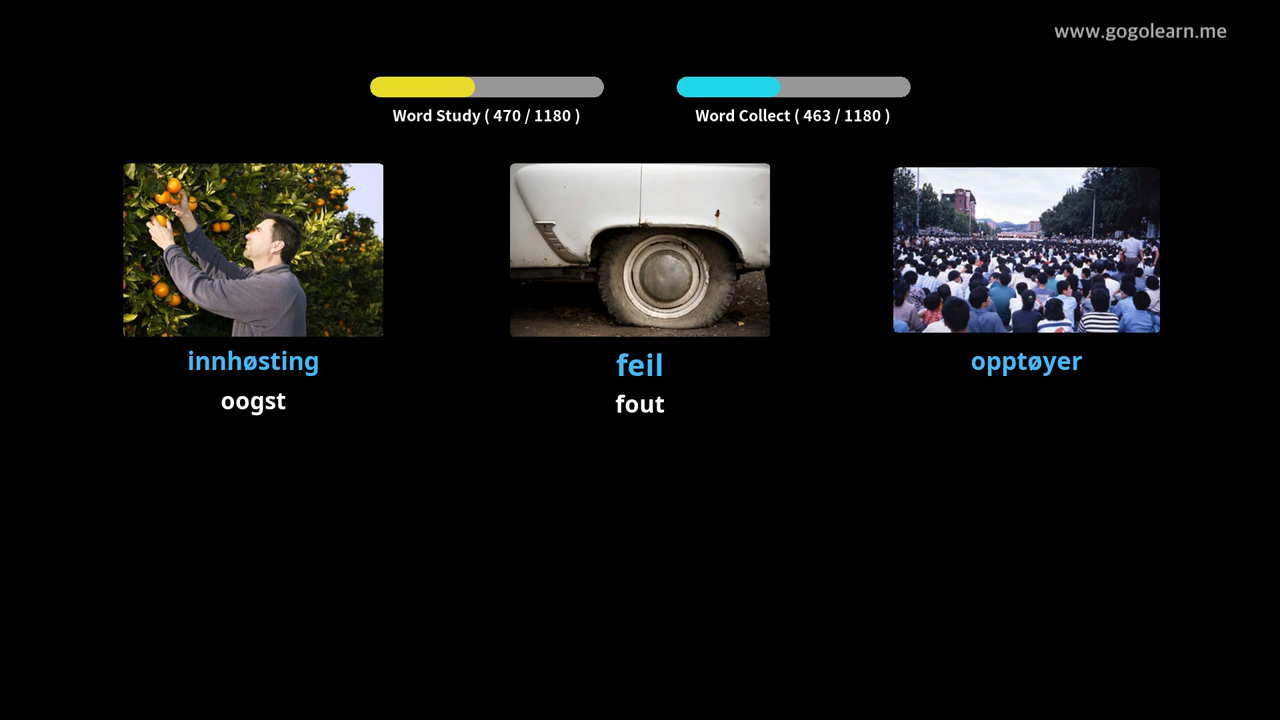 www.gogolearn.me
Word Study ( 470 / 1180 )
Word Collect ( 463 / 1180 )
innhøsting
oogst
feil
fout
opptøyer